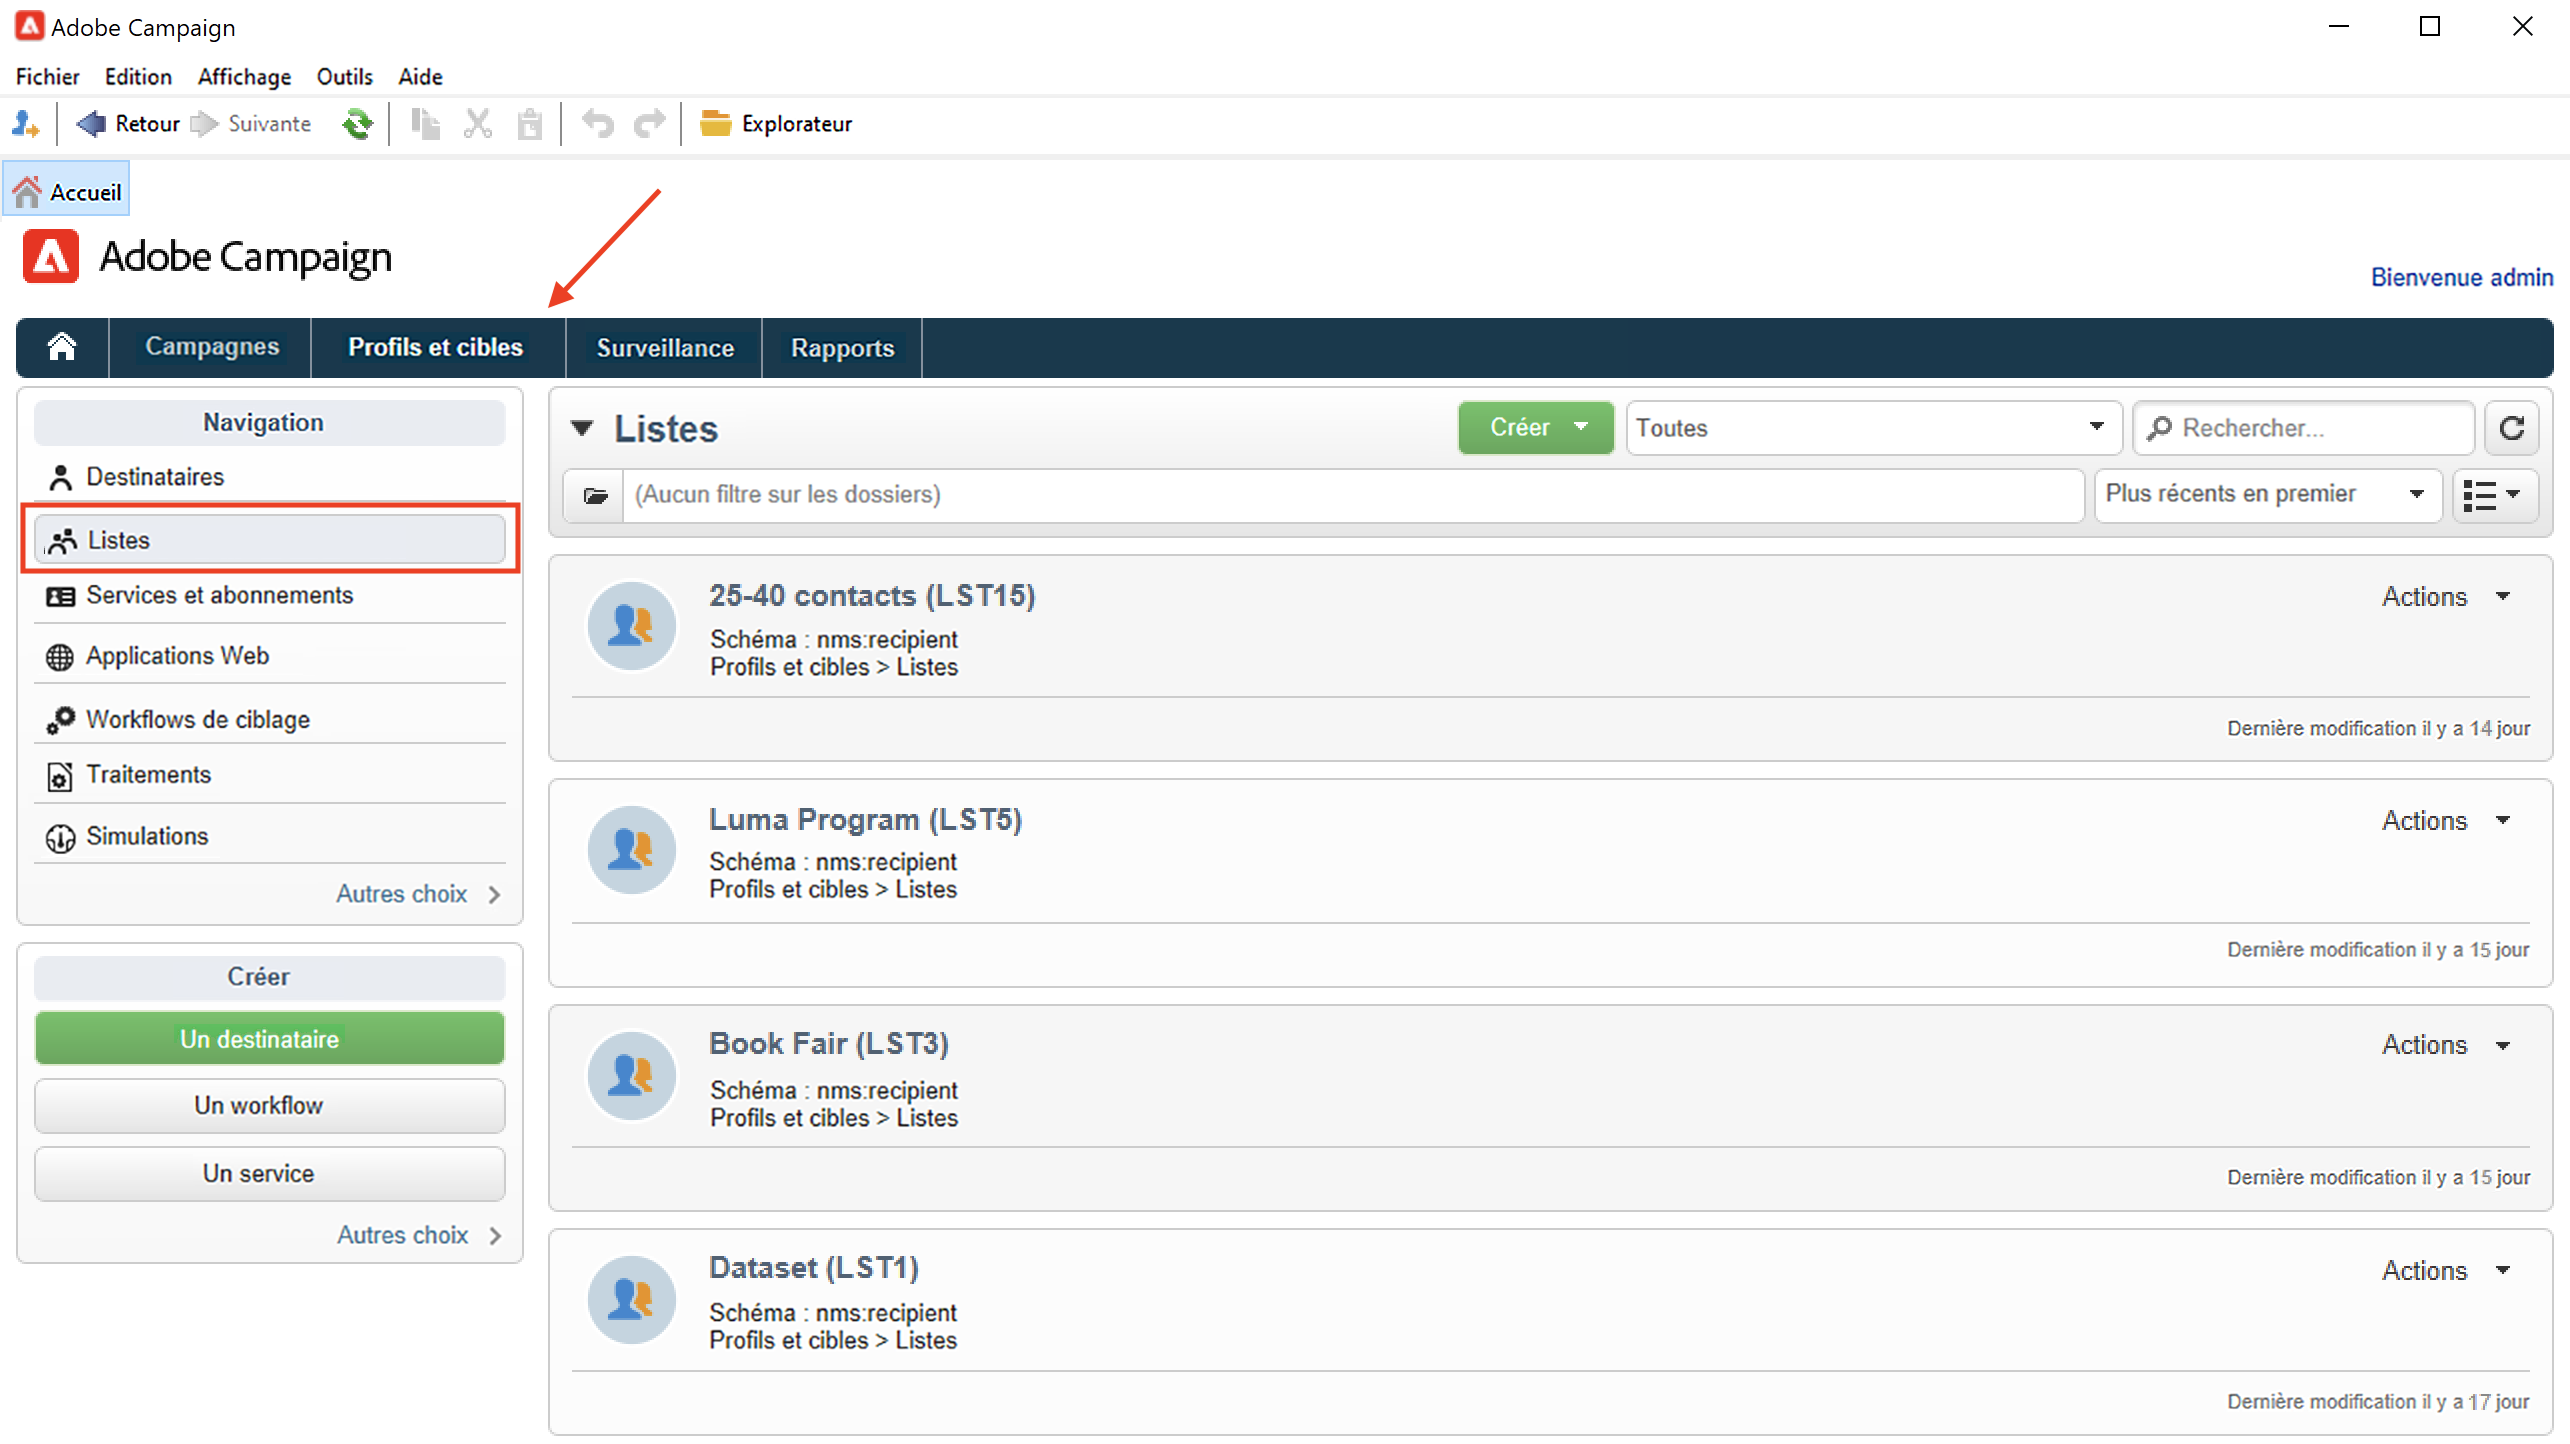 Adobe Campaign
Fichier Edition Affichage Outils Aide
Retour Suivante Explorateur
Accueil
Adobe Campaign
Bienvenue admin
Campagnes Profils et cibles Surveillance Rapports
Navigation
Destinataires
Listes
Services et abonnements
Applications Web
Workflows de ciblage
Traitements
Simulations
Autres choix
Créer
Un destinataire
Un workflow
Un service
Autres choix
Listes
Créer
Toutes
Rechercher...
(Aucun filtre sur les dossiers)
Plus récents en premier
25-40 contacts (LST15)
Actions
Schéma : nms:recipient
Profils et cibles > Listes
Dernière modification il y a 14 jour
Luma Program (LST5)
Actions
Schéma : nms:recipient
Profils et cibles > Listes
Dernière modification il y a 15 jour
Book Fair (LST3)
Actions
Schéma : nms:recipient
Profils et cibles > Listes
Dernière modification il y a 15 jour
Dataset (LST1)
Actions
Schéma : nms:recipient
Profils et cibles > Listes
Dernière modification il y a 17 jour